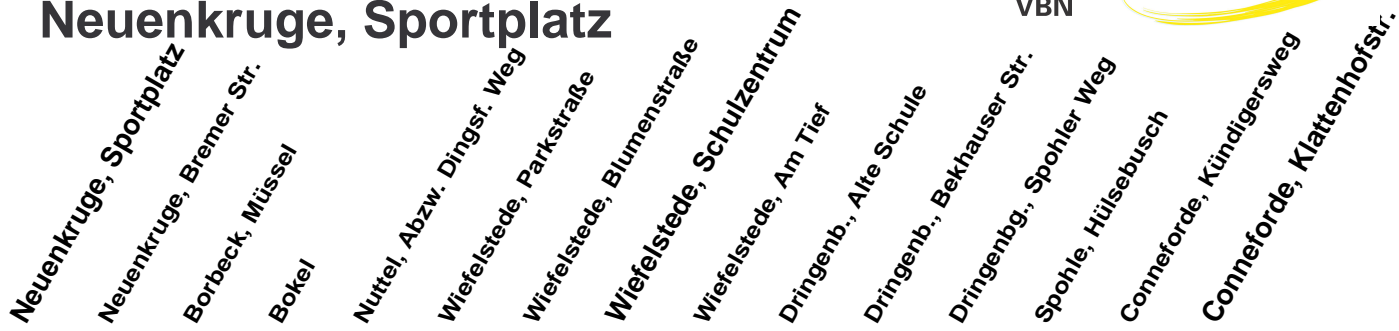 Neuenkruge, Sportplatz
VBN
Neuenkruge, Sportplatz
Neuenkruge, Bremer Str.
Borbeck, Müssel
Bokel
Nuttel, Abzw. Dingsf. Weg
Wiefelstede, Parkstraße
Wiefelstede, Blumenstraße
Wiefelstede, Schulzentrum
Wiefelstede, Am Tief
Dringenb., Alte Schule
Dringenb., Bekhauser Str.
Dringenbg., Spohler Weg
Spohle, Hülsebusch
Conneforde, Kündigersweg
Conneforde, Klattenhofstr.